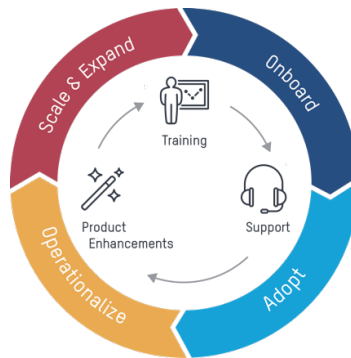 Scale & Expand
Onboard
Training
Product
Enhancements
Support
Operationalize
Adopt